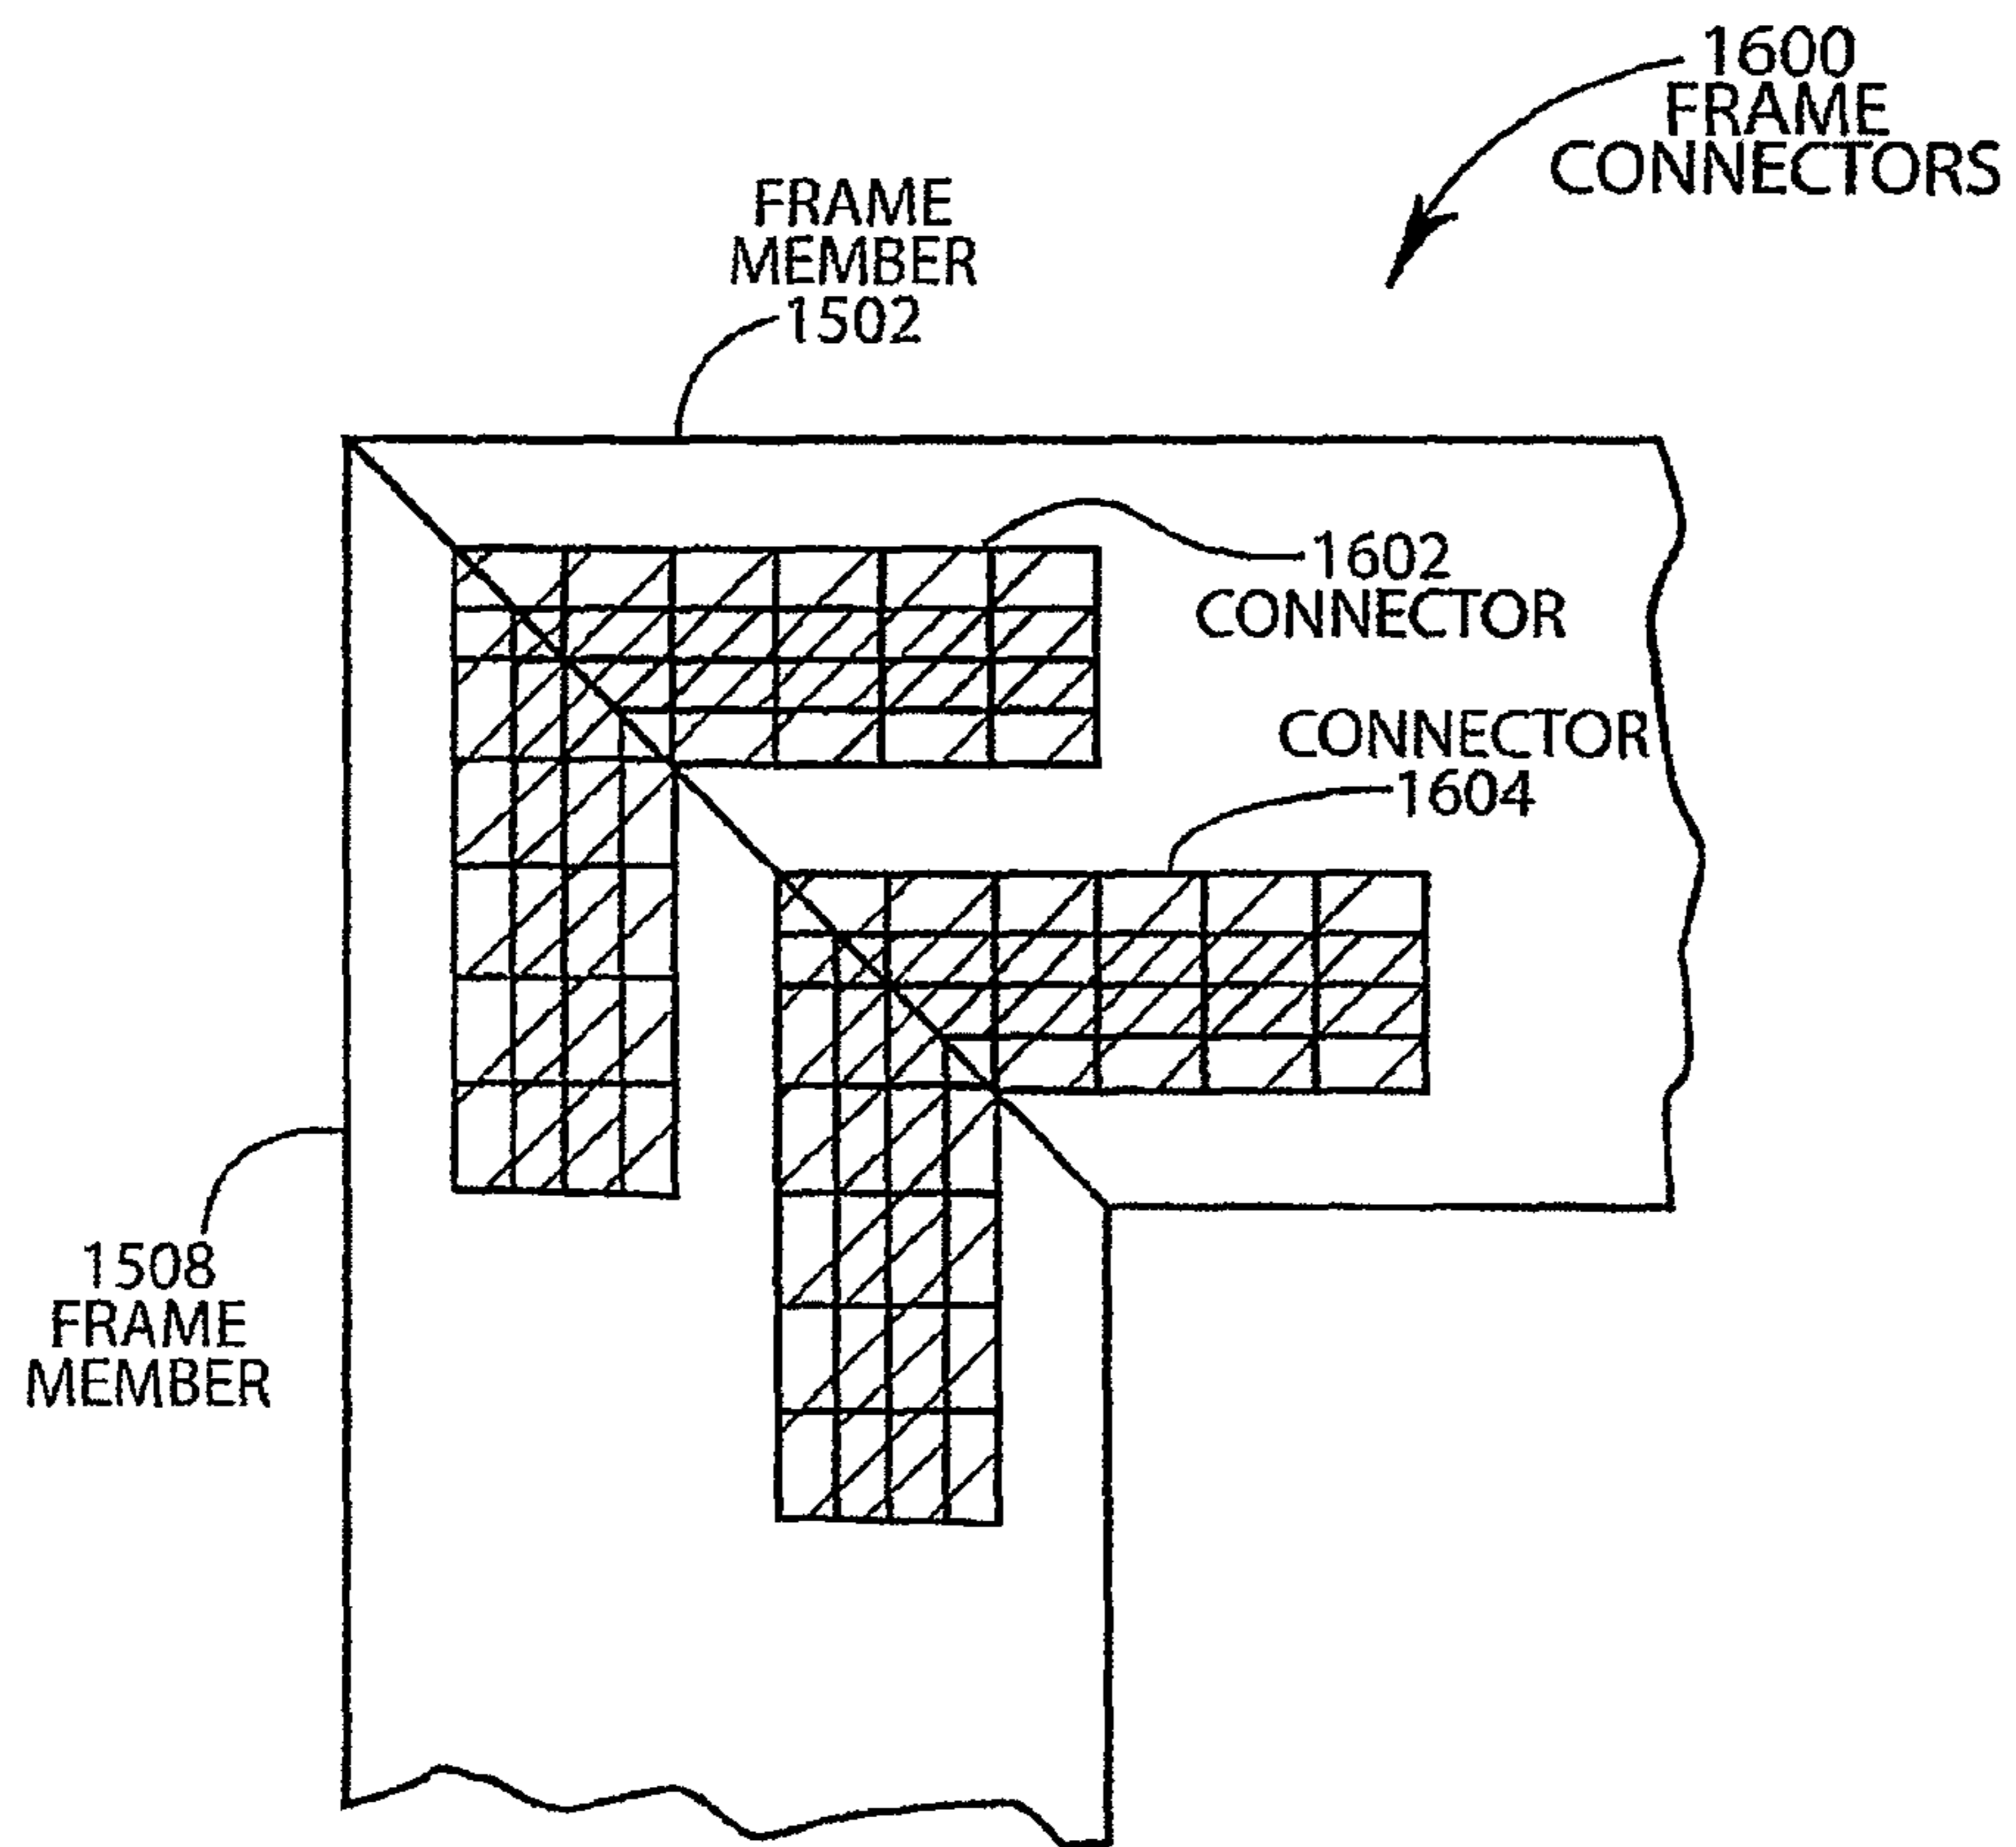 1600
FRAME
CONNECTORS
FRAME
MEMBER
1502
1602
CONNECTOR
CONNECTOR
1604
1508
FRAME
MEMBER